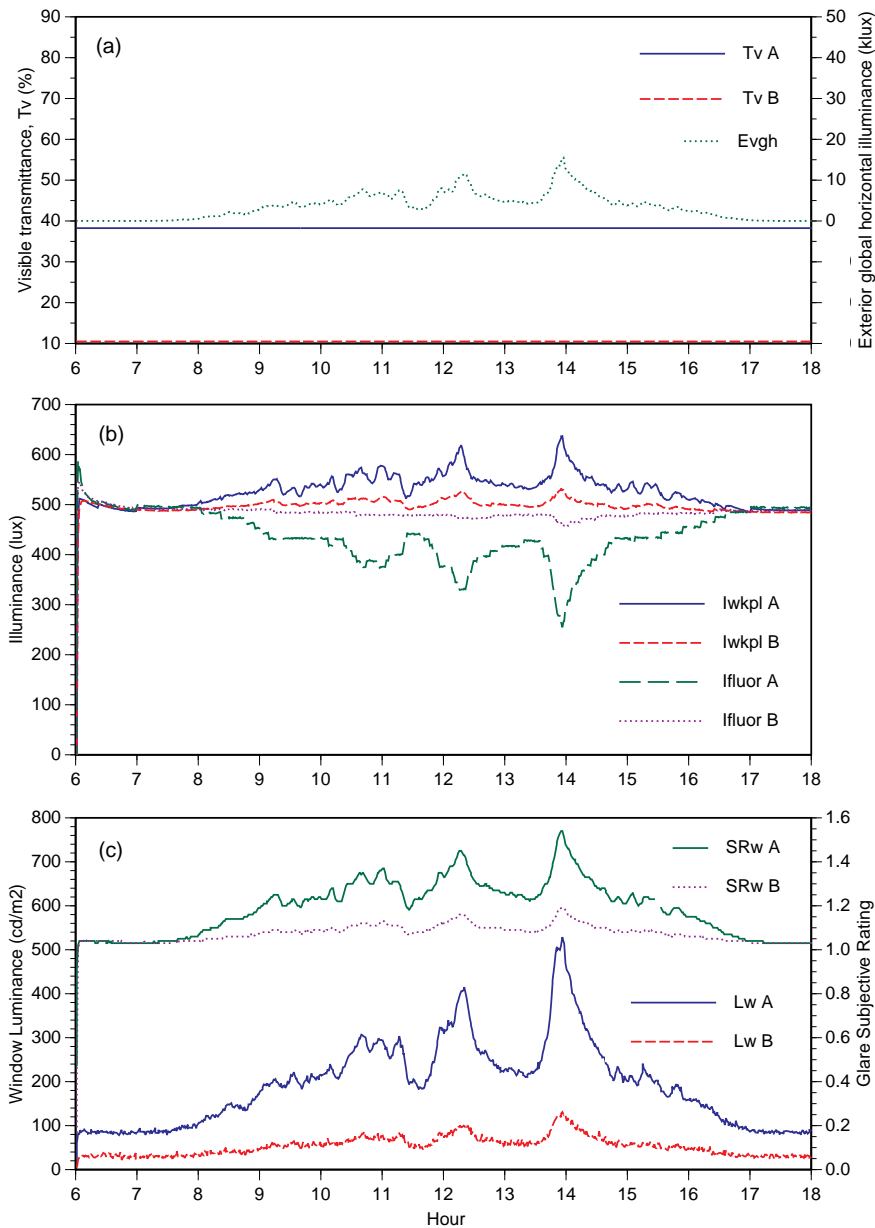 (a)
Visible transmittance, Tv (%)
90
80
70
60
50
40
30
20
10
Tv A
Tv B
Evgh
50
40
30
20
10
0
Exterior global horizontal illuminance (klux)
6 7 8 9 10 11 12 13 14 15 16 17 18
(b)
Illuminance (lux)
700
600
500
400
300
200
100
0
Iwkpl A
Iwkpl B
Ifluor A
Ifluor B
6 7 8 9 10 11 12 13 14 15 16 17 18
(c)
Window Luminance (cd/m2)
800
700
600
500
400
300
200
100
0
SRw A
SRw B
Lw A
Lw B
1.6
1.4
1.2
1.0
0.8
0.6
0.4
0.2
0.0
Glare Subjective Rating
6 7 8 9 10 11 12 13 14 15 16 17 18
Hour